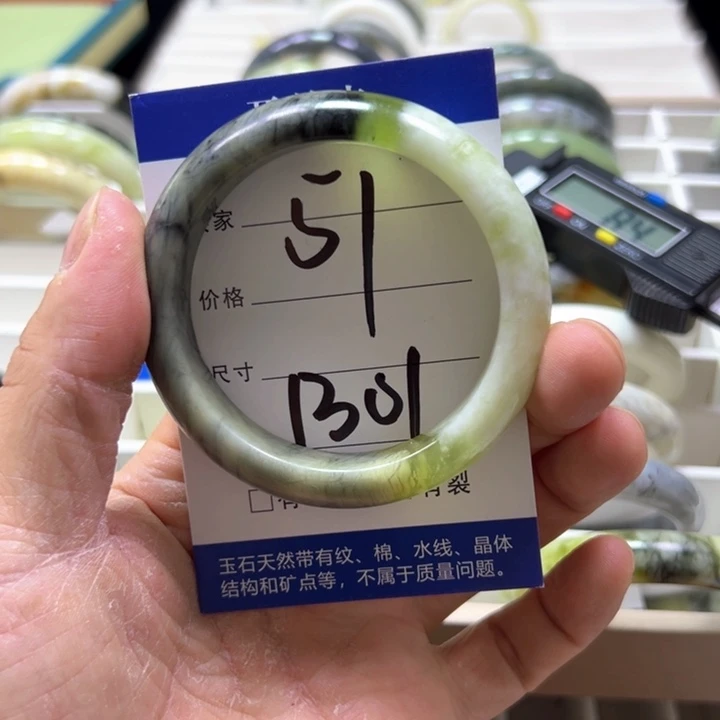 家
51
价格
尺寸
1301
裂
玉石天然带有纹、棉、水线、晶体
结构和矿点等，不属于质量问题。